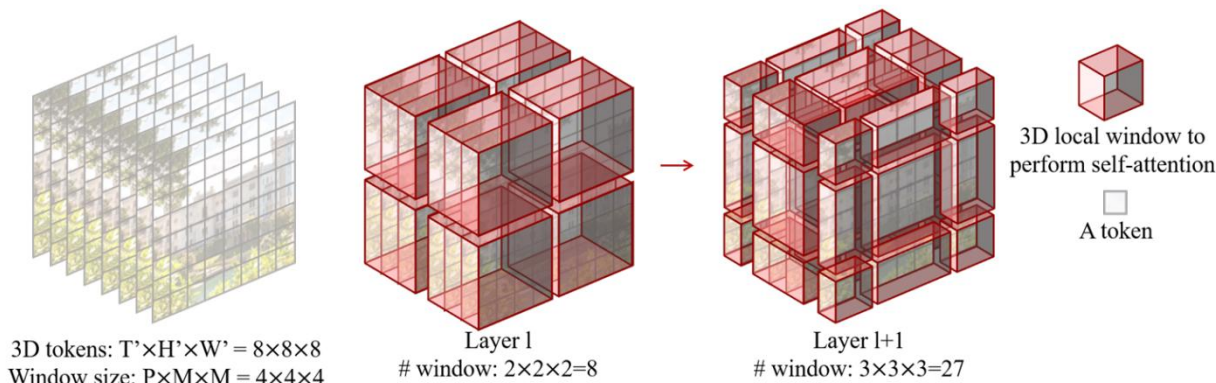 3D tokens: T’×H’×W’ = 8×8×8
Window size: P×M×M = 4×4×4
Layer l
# window: 2×2×2=8
Layer l+1
# window: 3×3×3=27
3D local window to
perform self-attention
A token